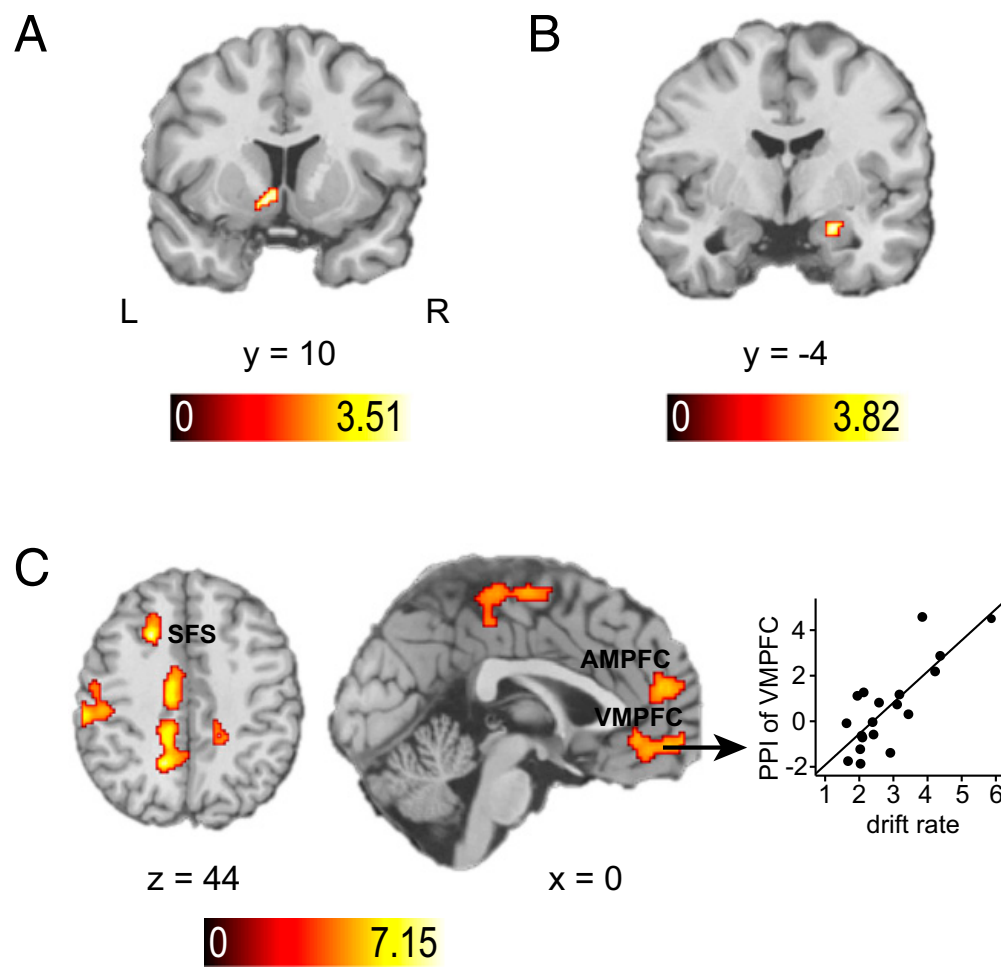 A
B
L R
y = 10
y = -4
0 3.51
0 3.82
C
SFS
AMPFC
VMPFC
z = 44
x = 0
0 7.15
PPI of VMPFC
4
2
0
-2
1 2 3 4 5 6
drift rate